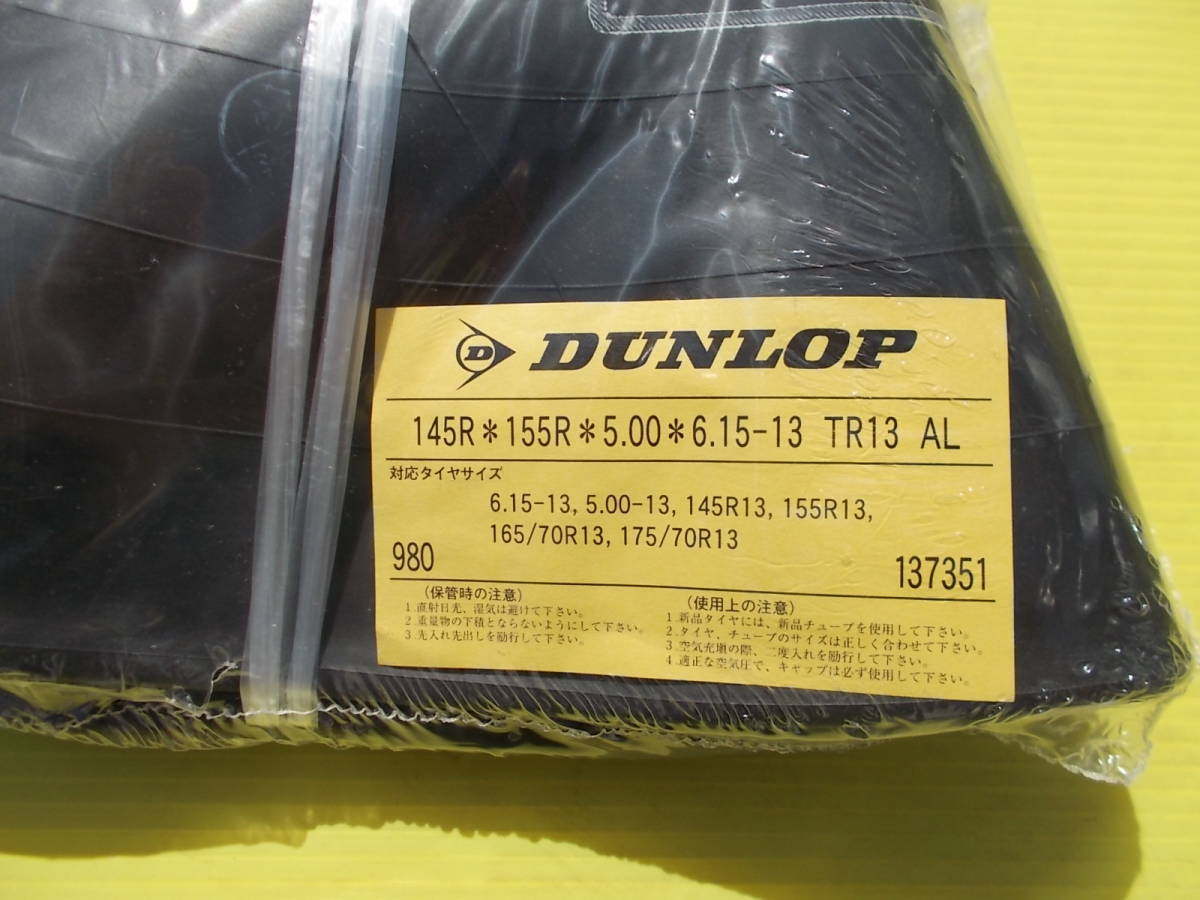 D DUNLOP
145R*155R*5.00*6.15-13 TR13 AL
対応タイヤサイズ
6.15-13, 5.00-13, 145R13, 155R13,
165/70R13, 175/70R13
980
137351
(保管時の注意)
1.直射日光、湿気は避けて下さい。
2.重量物の下積とならないようにして下さい。
3.先入れ先出しを励行して下さい。
(使用上の注意)
1.新品タイヤには、新品チューブを使用して下さい。
2.タイヤ、チューブのサイズは正しく合わせて下さい。
3.空気充塡の際、二度入れを励行して下さい。
4.適正な空気圧で、キャップは必ず使用して下さい。